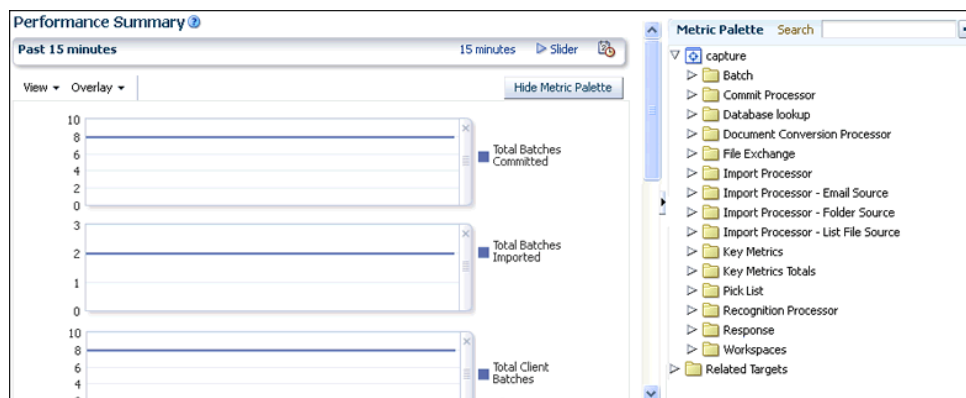 Performance Summary
Past 15 minutes
15 minutes
Slider
View
Overlay
Hide Metric Palette
10
8
6
4
2
0
Total Batches
Committed
3
2
1
0
Total Batches
Imported
10
8
6
4
Total Client
Batches
Metric Palette
Search
capture
Batch
Commit Processor
Database lookup
Document Conversion Processor
File Exchange
Import Processor
Import Processor - Email Source
Import Processor - Folder Source
Import Processor - List File Source
Key Metrics
Key Metrics Totals
Pick List
Recognition Processor
Response
Workspaces
Related Targets